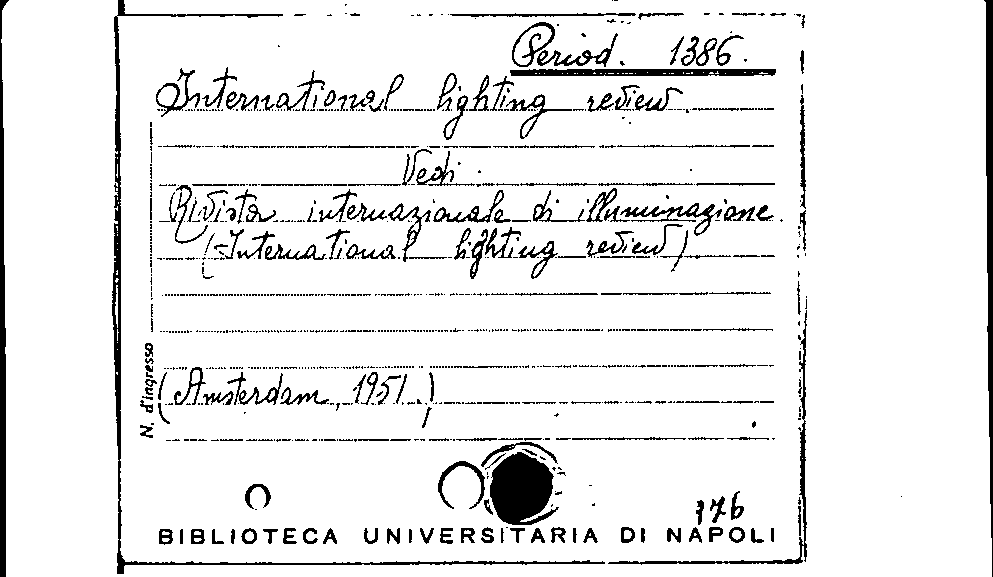 Period. 1386.
International lighting review.
Vedi.
Rivista internazionale di illuminazione.
(International lighting review).
N. d'ingresso
(Amsterdam, 1951.)
376
BIBLIOTECA UNIVERSITARIA DI NAPOLI